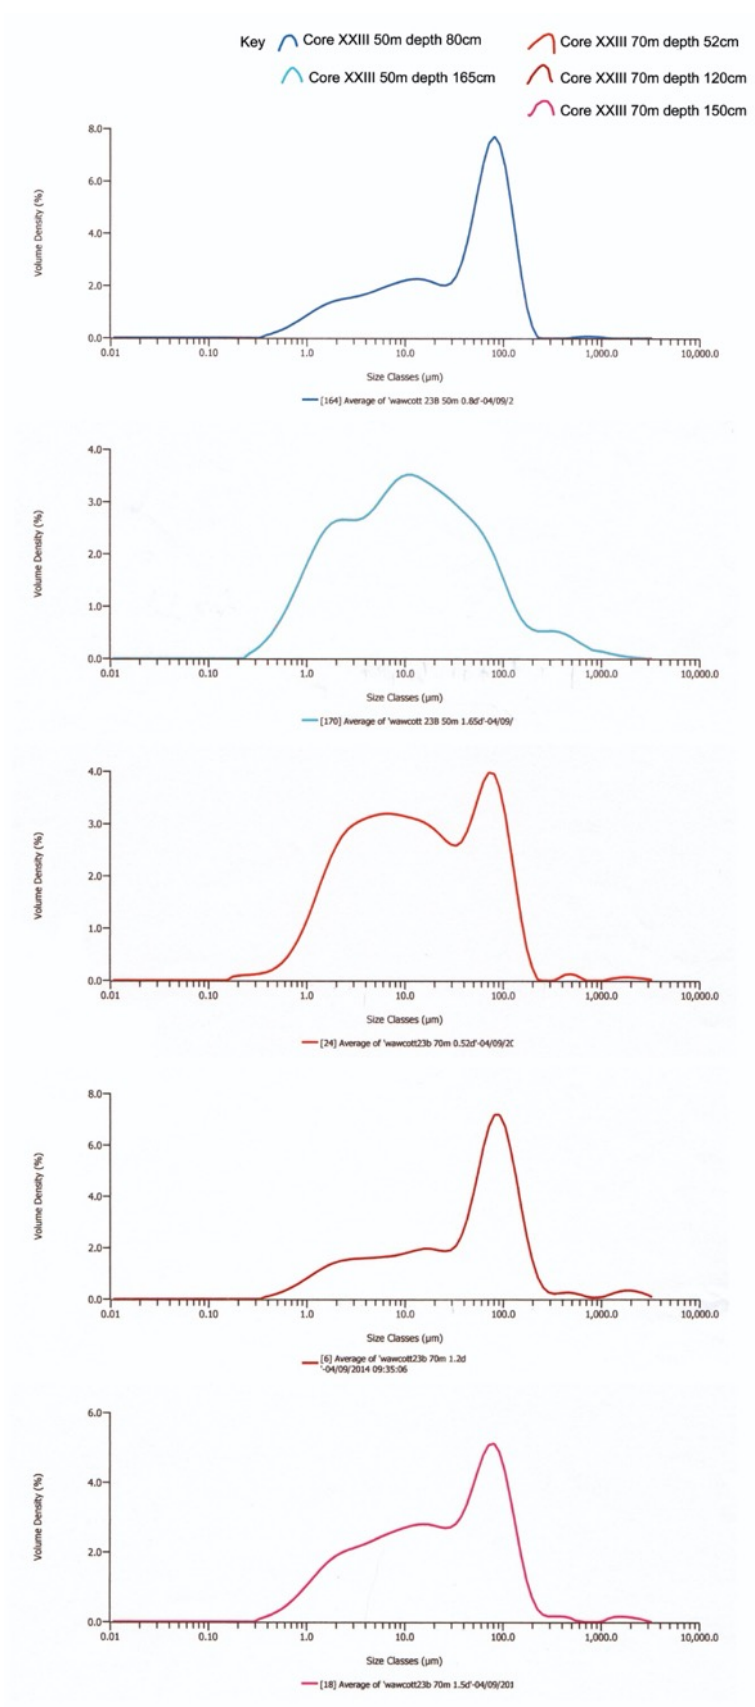 Key Core XXIII 50m depth 80cm Core XXIII 70m depth 52cm
Core XXIII 50m depth 165cm Core XXIII 70m depth 120cm
Core XXIII 70m depth 150cm
8.0
6.0
4.0
2.0
0.0
Volume Density (%)
0.01 0.10 1.0 10.0 100.0 1,000.0 10,000.0
Size Classes (µm)
[164] Average of 'wawcott 23B 50m 0.8d'-04/09/2
4.0
3.0
2.0
1.0
0.0
Volume Density (%)
0.01 0.10 1.0 10.0 100.0 1,000.0 10,000.0
Size Classes (µm)
[170] Average of 'wawcott 23B 50m 1.65d'-04/09/
4.0
3.0
2.0
1.0
0.0
Volume Density (%)
0.01 0.10 1.0 10.0 100.0 1,000.0 10,000.0
Size Classes (µm)
[24] Average of 'wawcott23b 70m 0.52d'-04/09/20
8.0
6.0
4.0
2.0
0.0
Volume Density (%)
0.01 0.10 1.0 10.0 100.0 1,000.0 10,000.0
Size Classes (µm)
[6] Average of 'wawcott23b 70m 1.2d
'-04/09/2014 09:35:06
6.0
4.0
2.0
0.0
Volume Density (%)
0.01 0.10 1.0 10.0 100.0 1,000.0 10,000.0
Size Classes (µm)
[18] Average of 'wawcott23b 70m 1.5d'-04/09/201